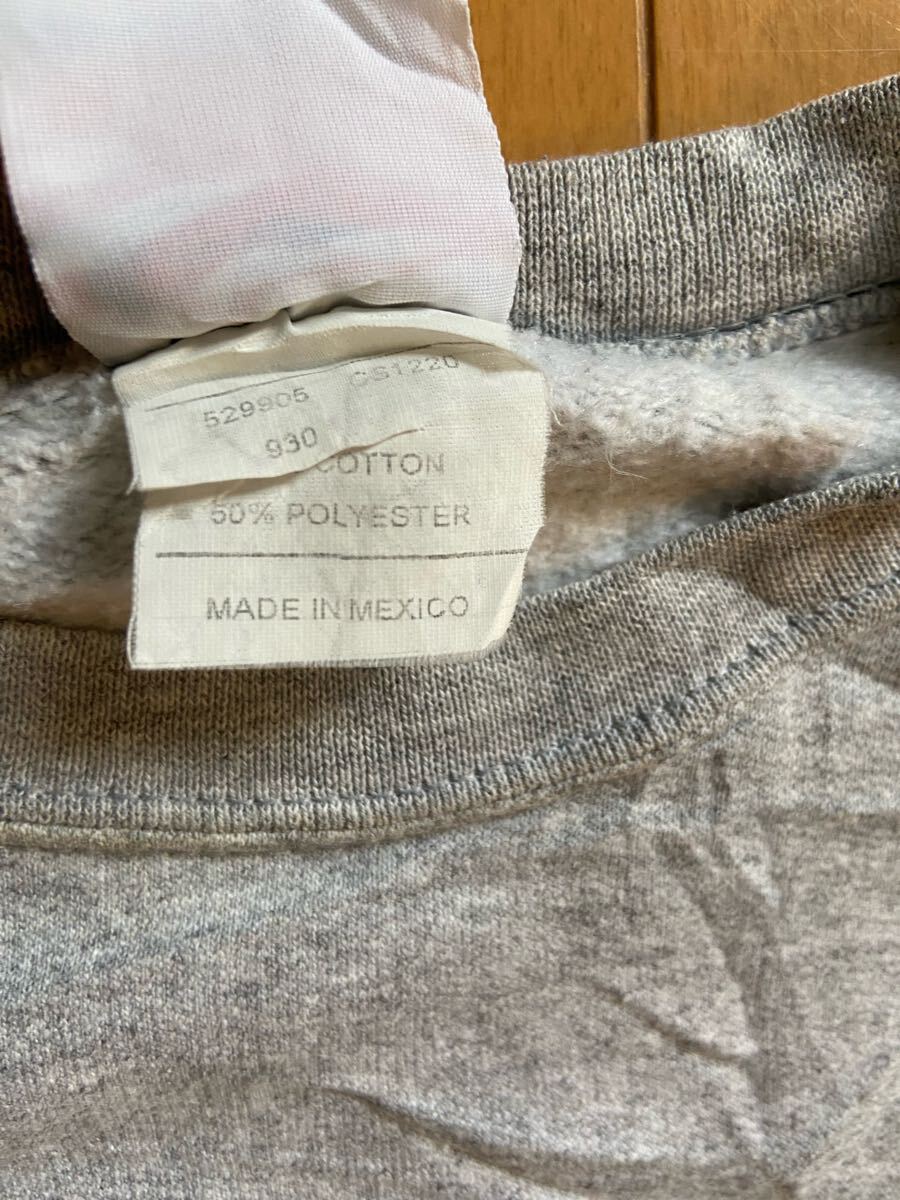 529905 CS1220
930
COTTON
50% POLYESTER
MADE IN MEXICO